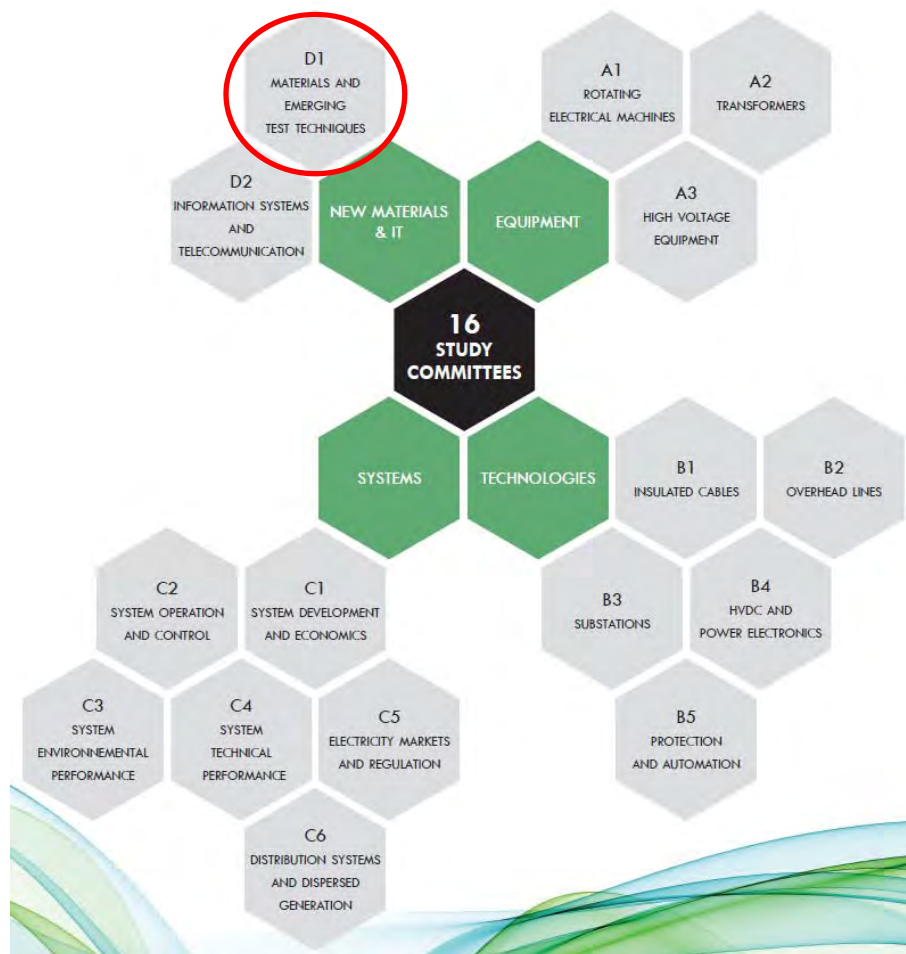 D1
MATERIALS AND
EMERGING
TEST TECHNIQUES
D2
INFORMATION SYSTEMS
AND
TELECOMMUNICATION
NEW MATERIALS
& IT
EQUIPMENT
A1
ROTATING
ELECTRICAL MACHINES
A2
TRANSFORMERS
A3
HIGH VOLTAGE
EQUIPMENT
16
STUDY
COMMITTEES
SYSTEMS
TECHNOLOGIES
B1
INSULATED CABLES
B2
OVERHEAD LINES
B3
SUBSTATIONS
B4
HVDC AND
POWER ELECTRONICS
B5
PROTECTION
AND AUTOMATION
C2
SYSTEM OPERATION
AND CONTROL
C1
SYSTEM DEVELOPMENT
AND ECONOMICS
C3
SYSTEM
ENVIRONNEMENTAL
PERFORMANCE
C4
SYSTEM
TECHNICAL
PERFORMANCE
C5
ELECTRICITY MARKETS
AND REGULATION
C6
DISTRIBUTION SYSTEMS
AND DISPERSED
GENERATION